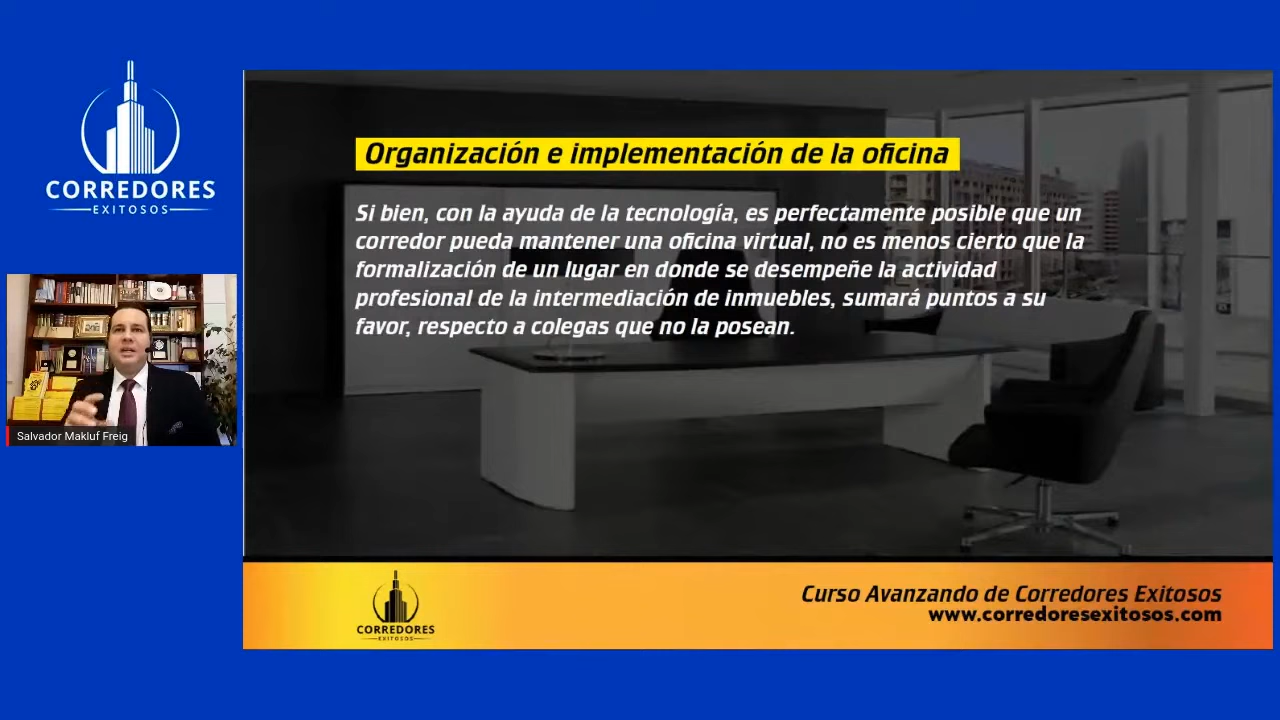 CORREDORES
EXITOSOS
Salvador Makluf Freig
Organización e implementación de la oficina
Si bien, con la ayuda de la tecnología, es perfectamente posible que un
corredor pueda mantener una oficina virtual, no es menos cierto que la
formalización de un lugar en donde se desempeñe la actividad
profesional de la intermediación de inmuebles, sumará puntos a su
favor, respecto a colegas que no la posean.
CORREDORES
EXITOSOS
Curso Avanzando de Corredores Exitosos
www.corredoresexitosos.com